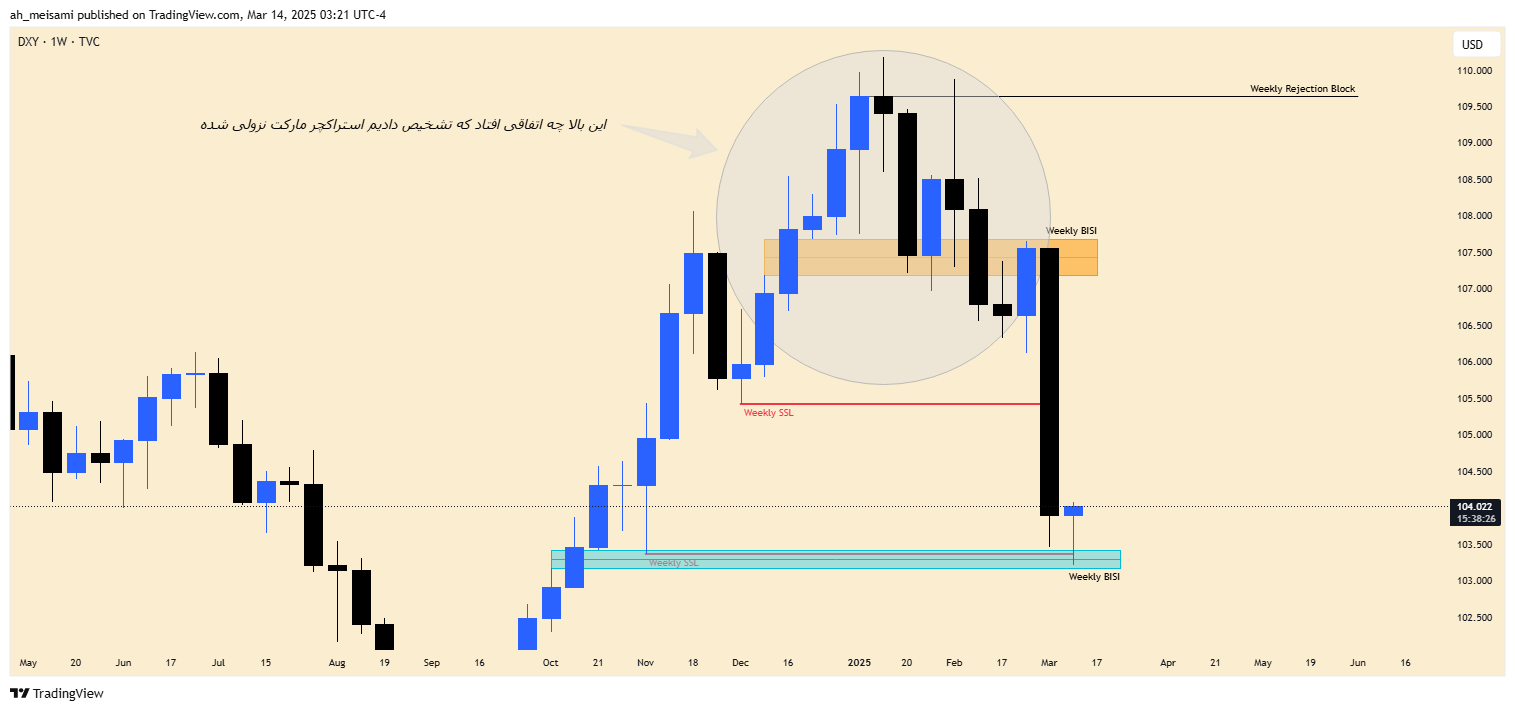 ah_meisami published on TradingView.com, Mar 14, 2025 03:21 UTC-4
DXY · 1W · TVC
USD
110.000
Weekly Rejection Block
109.500
این بالا چه اتفاقی افتاد که تشخیص دادیم استراکچر مارکت نزولی شده
109.000
108.500
108.000
Weekly BISI
107.500
107.000
106.500
106.000
105.500
Weekly SSL
105.000
104.500
104.022
15:38:26
103.500
Weekly SSL
Weekly BISI
103.000
102.500
May 20 Jun 17 Jul 15 Aug 19 Sep 16 Oct 21 Nov 18 Dec 16 2025 20 Feb 17 Mar 17 Apr 21 May 19 Jun 16
TradingView